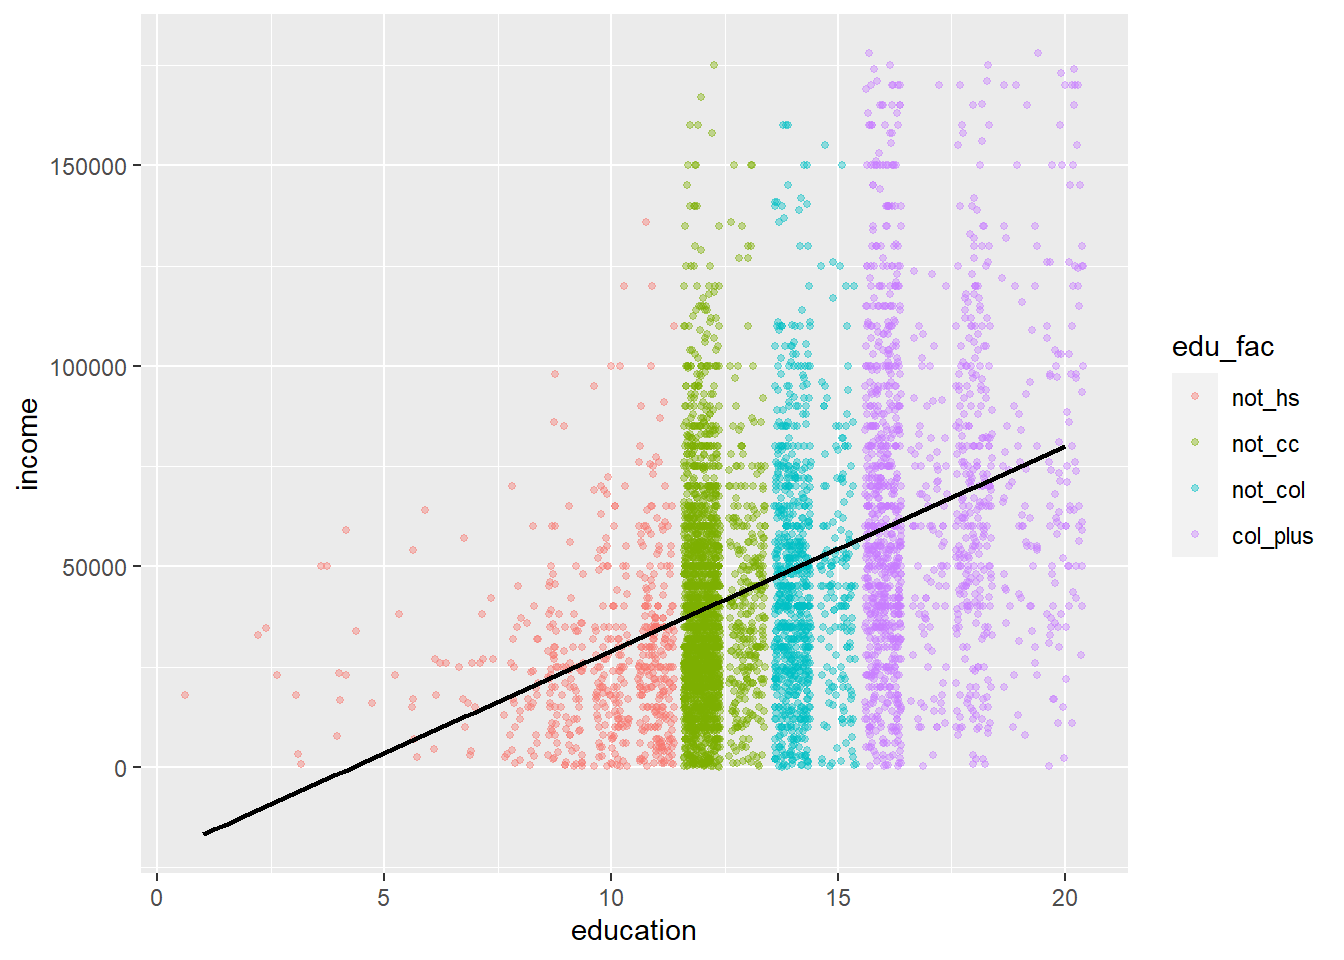 150000
100000
50000
0
income
0 5 10 15 20
education
edu_fac
not_hs
not_cc
not_col
col_plus